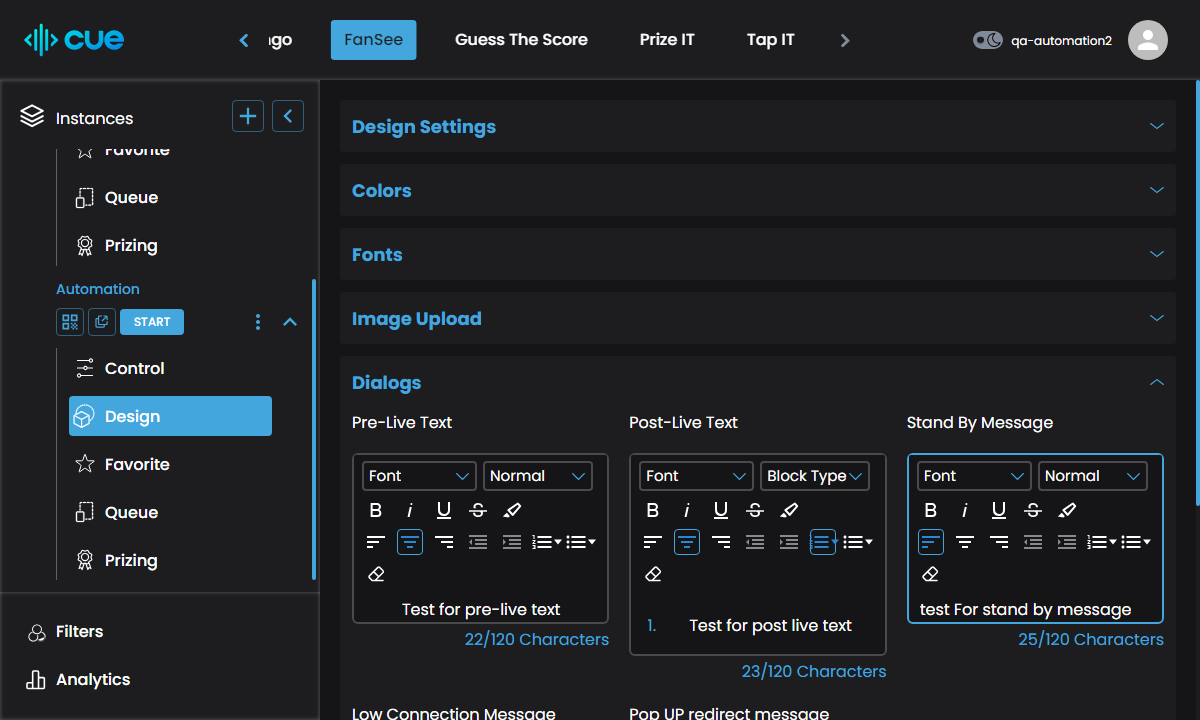 cue
ngo
FanSee
Guess The Score
Prize IT
Tap IT
qa-automation2
Instances
Favorite
Queue
Prizing
Automation
START
Control
Design
Favorite
Queue
Prizing
Filters
Analytics
Design Settings
Colors
Fonts
Image Upload
Dialogs
Pre-Live Text
Post-Live Text
Stand By Message
Font
Normal
Font
Block Type
Font
Normal
B i U S
B i U S
B i U S
Test for pre-live text
1. Test for post live text
test For stand by message
22/120 Characters
23/120 Characters
25/120 Characters
Low Connection Message
Pop UP redirect message